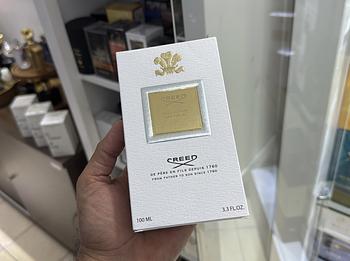 CREED
DE PÈRE EN FILS DEPUIS 1760
FROM FATHER TO SON SINCE 1760
100 ML
3.3 FL.OZ.